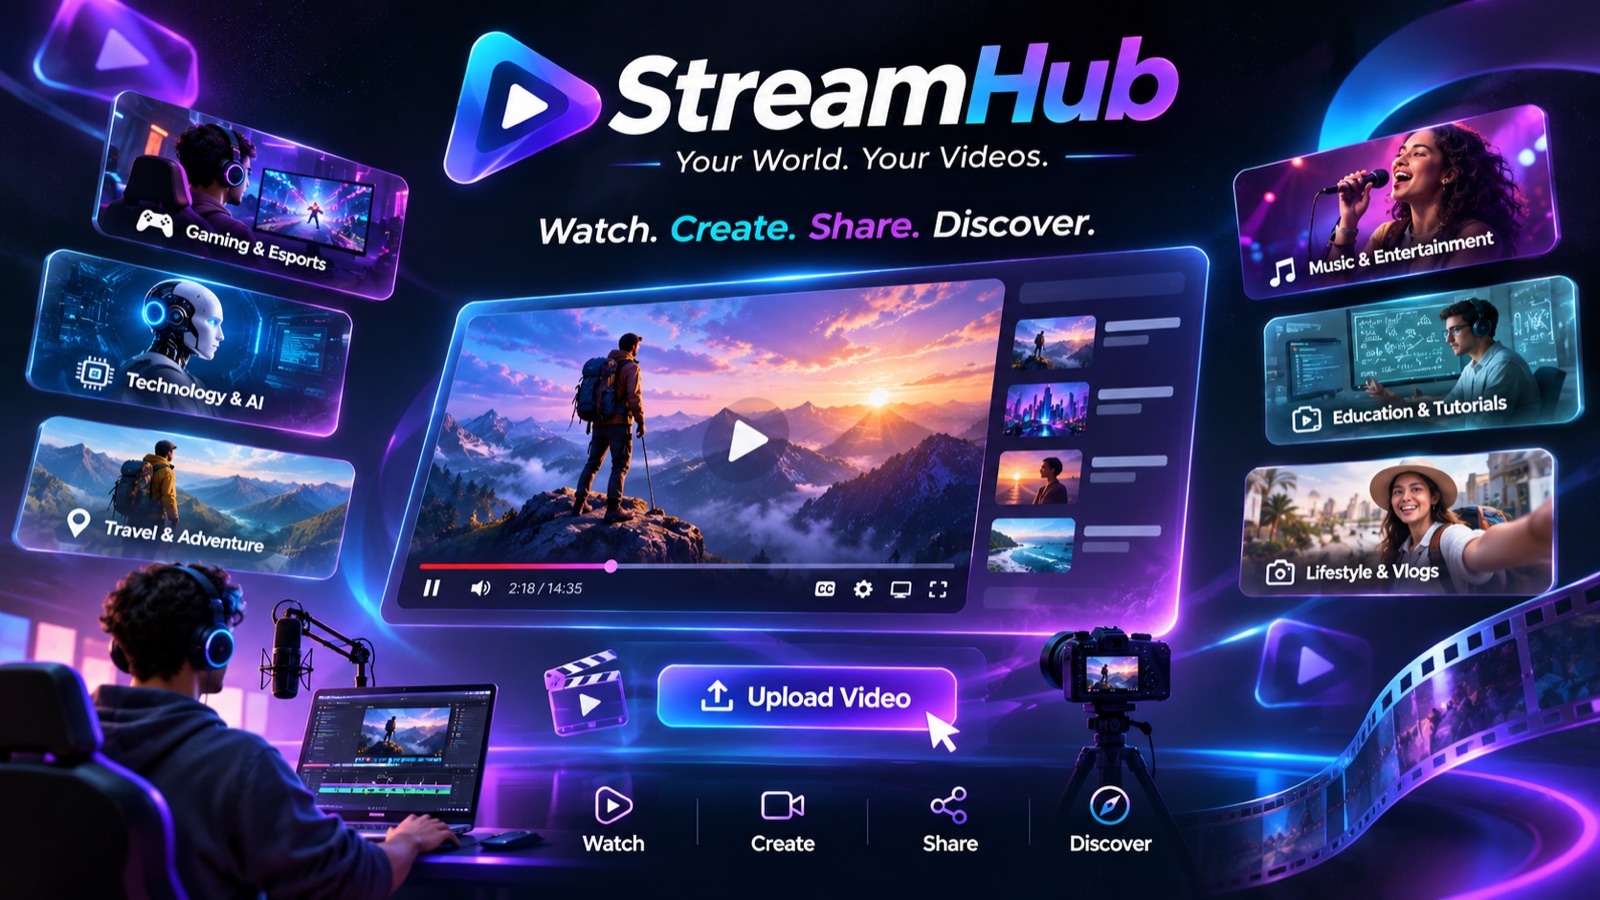 StreamHub
Your World. Your Videos.
Watch. Create. Share. Discover.
Gaming & Esports
Technology & AI
Travel & Adventure
Music & Entertainment
Education & Tutorials
Lifestyle & Vlogs
2:18 / 14:35
CC
Upload Video
Watch
Create
Share
Discover